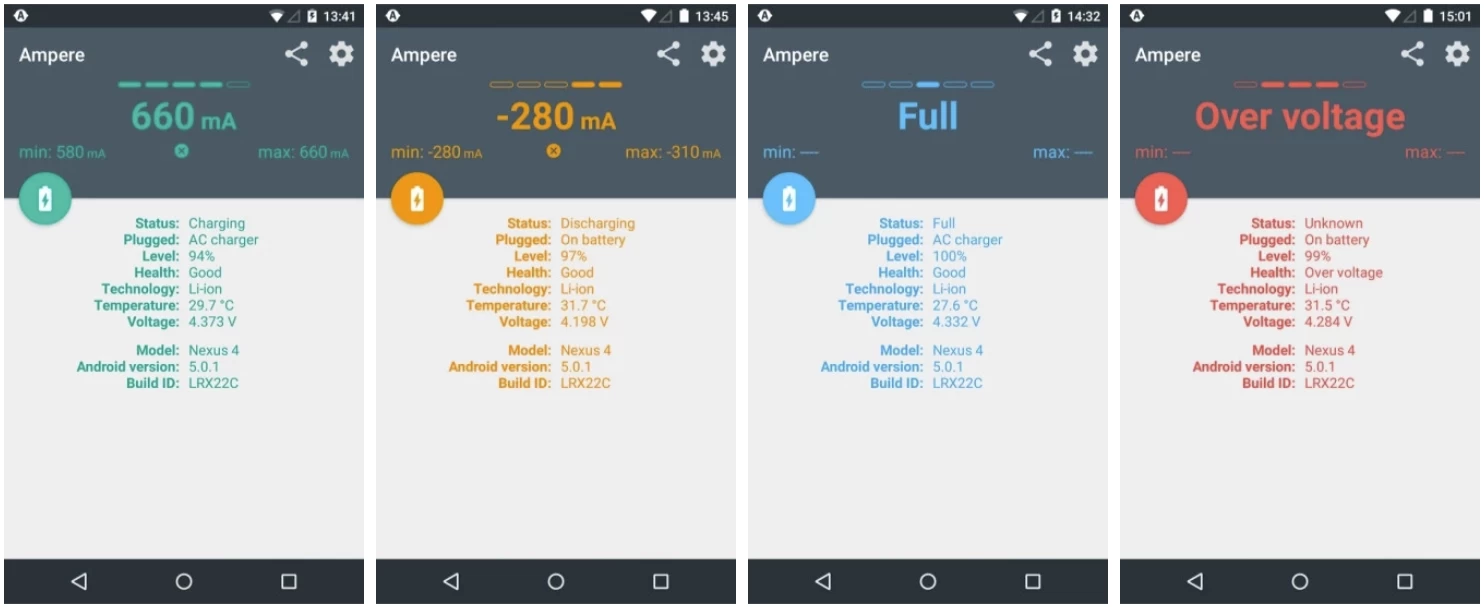 13:41
Ampere
660 mA
min: 580 mA
max: 660 mA
Status: Charging
Plugged: AC charger
Level: 94%
Health: Good
Technology: Li-ion
Temperature: 29.7 °C
Voltage: 4.373 V
Model: Nexus 4
Android version: 5.0.1
Build ID: LRX22C
13:45
Ampere
-280 mA
min: -280 mA
max: -310 mA
Status: Discharging
Plugged: On battery
Level: 97%
Health: Good
Technology: Li-ion
Temperature: 31.7 °C
Voltage: 4.198 V
Model: Nexus 4
Android version: 5.0.1
Build ID: LRX22C
14:32
Ampere
Full
min: —
max: —
Status: Full
Plugged: AC charger
Level: 100%
Health: Good
Technology: Li-ion
Temperature: 27.6 °C
Voltage: 4.332 V
Model: Nexus 4
Android version: 5.0.1
Build ID: LRX22C
15:01
Ampere
Over voltage
min: —
max: —
Status: Unknown
Plugged: On battery
Level: 99%
Health: Over voltage
Technology: Li-ion
Temperature: 31.5 °C
Voltage: 4.284 V
Model: Nexus 4
Android version: 5.0.1
Build ID: LRX22C